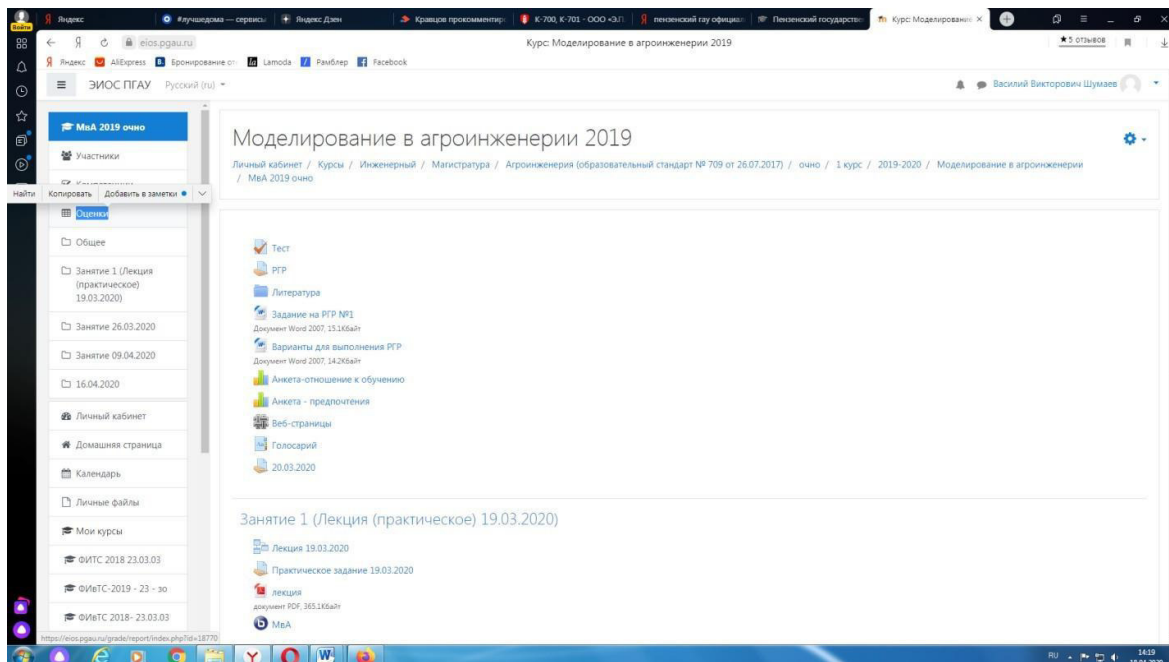 Войти
Яндекс
#лучшедома — сервисы
Яндекс Дзен
Кравцов прокомментир
К-700, К-701 - ООО «Э.П.
пензенский гау официал
Пензенский государстве
Курс: Моделирование
eios.pgau.ru
Курс: Моделирование в агроинженерии 2019
★ 5 отзывов
Яндекс
AliExpress
Бронирование от
Lamoda
Рамблер
Facebook
ЭИОС ПГАУ Русский (ru)
Василий Викторович Шумаев
МвА 2019 очно
Участники
Найти Копировать Добавить в заметки
Оценки
Общее
Занятие 1 (Лекция
(практическое)
19.03.2020)
Занятие 26.03.2020
Занятие 09.04.2020
16.04.2020
Личный кабинет
Домашняя страница
Календарь
Личные файлы
Мои курсы
ФИТС 2018 23.03.03
ФИвТС-2019 - 23 - зо
ФИвТС 2018- 23.03.03
https://eios.pgau.ru/grade/report/index.php?id=18770
Моделирование в агроинженерии 2019
Личный кабинет / Курсы / Инженерный / Магистратура / Агроинженерия (образовательный стандарт № 709 от 26.07.2017) / очно / 1 курс / 2019-2020 / Моделирование в агроинженерии
/ МвА 2019 очно
Тест
РГР
Литература
Задание на РГР №1
Документ Word 2007, 15.1Кбайт
Варианты для выполнения РГР
Документ Word 2007, 14.2Кбайт
Анкета-отношение к обучению
Анкета - предпочтения
Веб-страницы
Голосарий
20.03.2020
Занятие 1 (Лекция (практическое) 19.03.2020)
Лекция 19.03.2020
Практическое задание 19.03.2020
лекция
документ PDF, 365.1Кбайт
МвА
RU
14:19